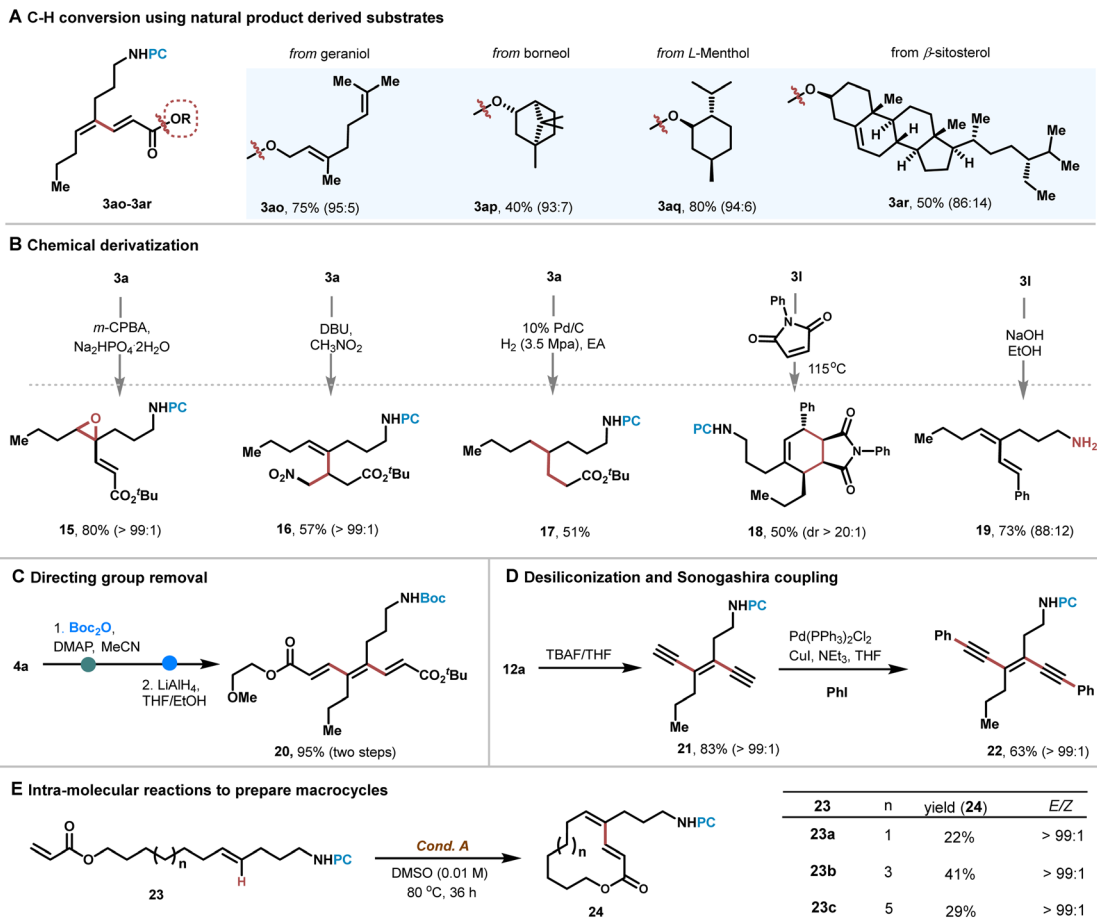 A C-H conversion using natural product derived substrates
NHPC
OR
O
Me
3ao-3ar
from geraniol
Me Me
O
Me
3ao, 75% (95:5)
from borneol
O
3ap, 40% (93:7)
from L-Menthol
O
3aq, 80% (94:6)
from β-sitosterol
O
Me
H
Me
H
H
H
Me
Me
Me
Me
3ar, 50% (86:14)
B Chemical derivatization
3a
m-CPBA,
Na2HPO4·2H2O
O
NHPC
Me
CO2tBu
15, 80% (> 99:1)
3a
DBU,
CH3NO2
NHPC
Me
O2N
CO2tBu
16, 57% (> 99:1)
3a
10% Pd/C
H2 (3.5 Mpa), EA
NHPC
Me
CO2tBu
17, 51%
3l
Ph
N
O
O
115°C
Ph
PCHN
O
N-Ph
O
Me
18, 50% (dr > 20:1)
3l
NaOH
EtOH
Me
NH2
Ph
19, 73% (88:12)
C Directing group removal
4a
1. Boc2O,
DMAP, MeCN
2. LiAlH4,
THF/EtOH
NHBoc
O
O
OMe
CO2tBu
Me
20, 95% (two steps)
D Desiliconization and Sonogashira coupling
12a
TBAF/THF
NHPC
Me
21, 83% (> 99:1)
Pd(PPh3)2Cl2
CuI, NEt3, THF
PhI
NHPC
Ph
Ph
Me
22, 63% (> 99:1)
E Intra-molecular reactions to prepare macrocycles
O
O
n
H
NHPC
23
Cond. A
DMSO (0.01 M)
80 °C, 36 h
NHPC
n
O
O
24
23 n yield (24) E/Z
23a 1 22% > 99:1
23b 3 41% > 99:1
23c 5 29% > 99:1